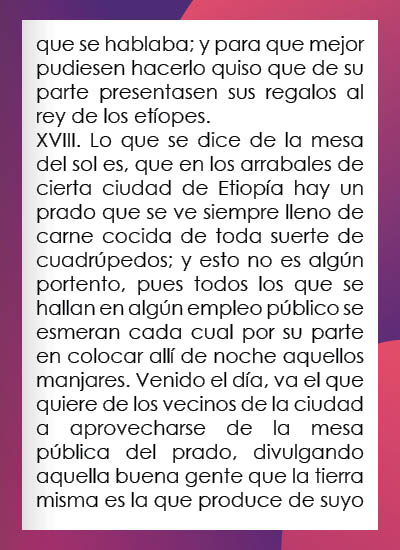 que se hablaba; y para que mejor
pudiesen hacerlo quiso que de su
parte presentasen sus regalos al
rey de los etíopes.
XVIII. Lo que se dice de la mesa
del sol es, que en los arrabales de
cierta ciudad de Etiopía hay un
prado que se ve siempre lleno de
carne cocida de toda suerte de
cuadrúpedos; y esto no es algún
portento, pues todos los que se
hallan en algún empleo público se
esmeran cada cual por su parte
en colocar allí de noche aquellos
manjares. Venido el día, va el que
quiere de los vecinos de la ciudad
a aprovecharse de la mesa
pública del prado, divulgando
aquella buena gente que la tierra
misma es la que produce de suyo